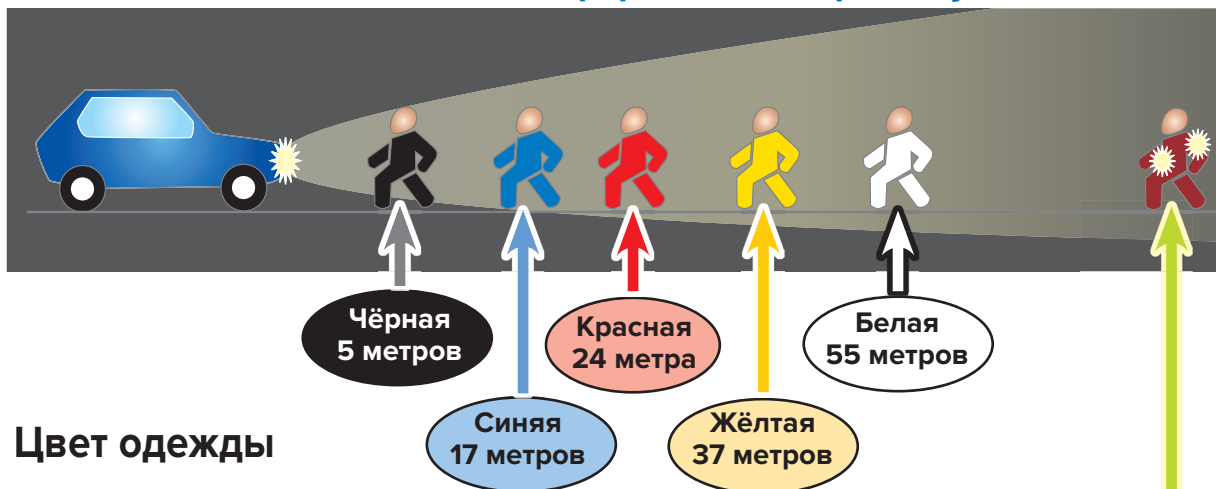 Чёрная
5 метров
Синяя
17 метров
Красная
24 метра
Жёлтая
37 метров
Белая
55 метров
Цвет одежды